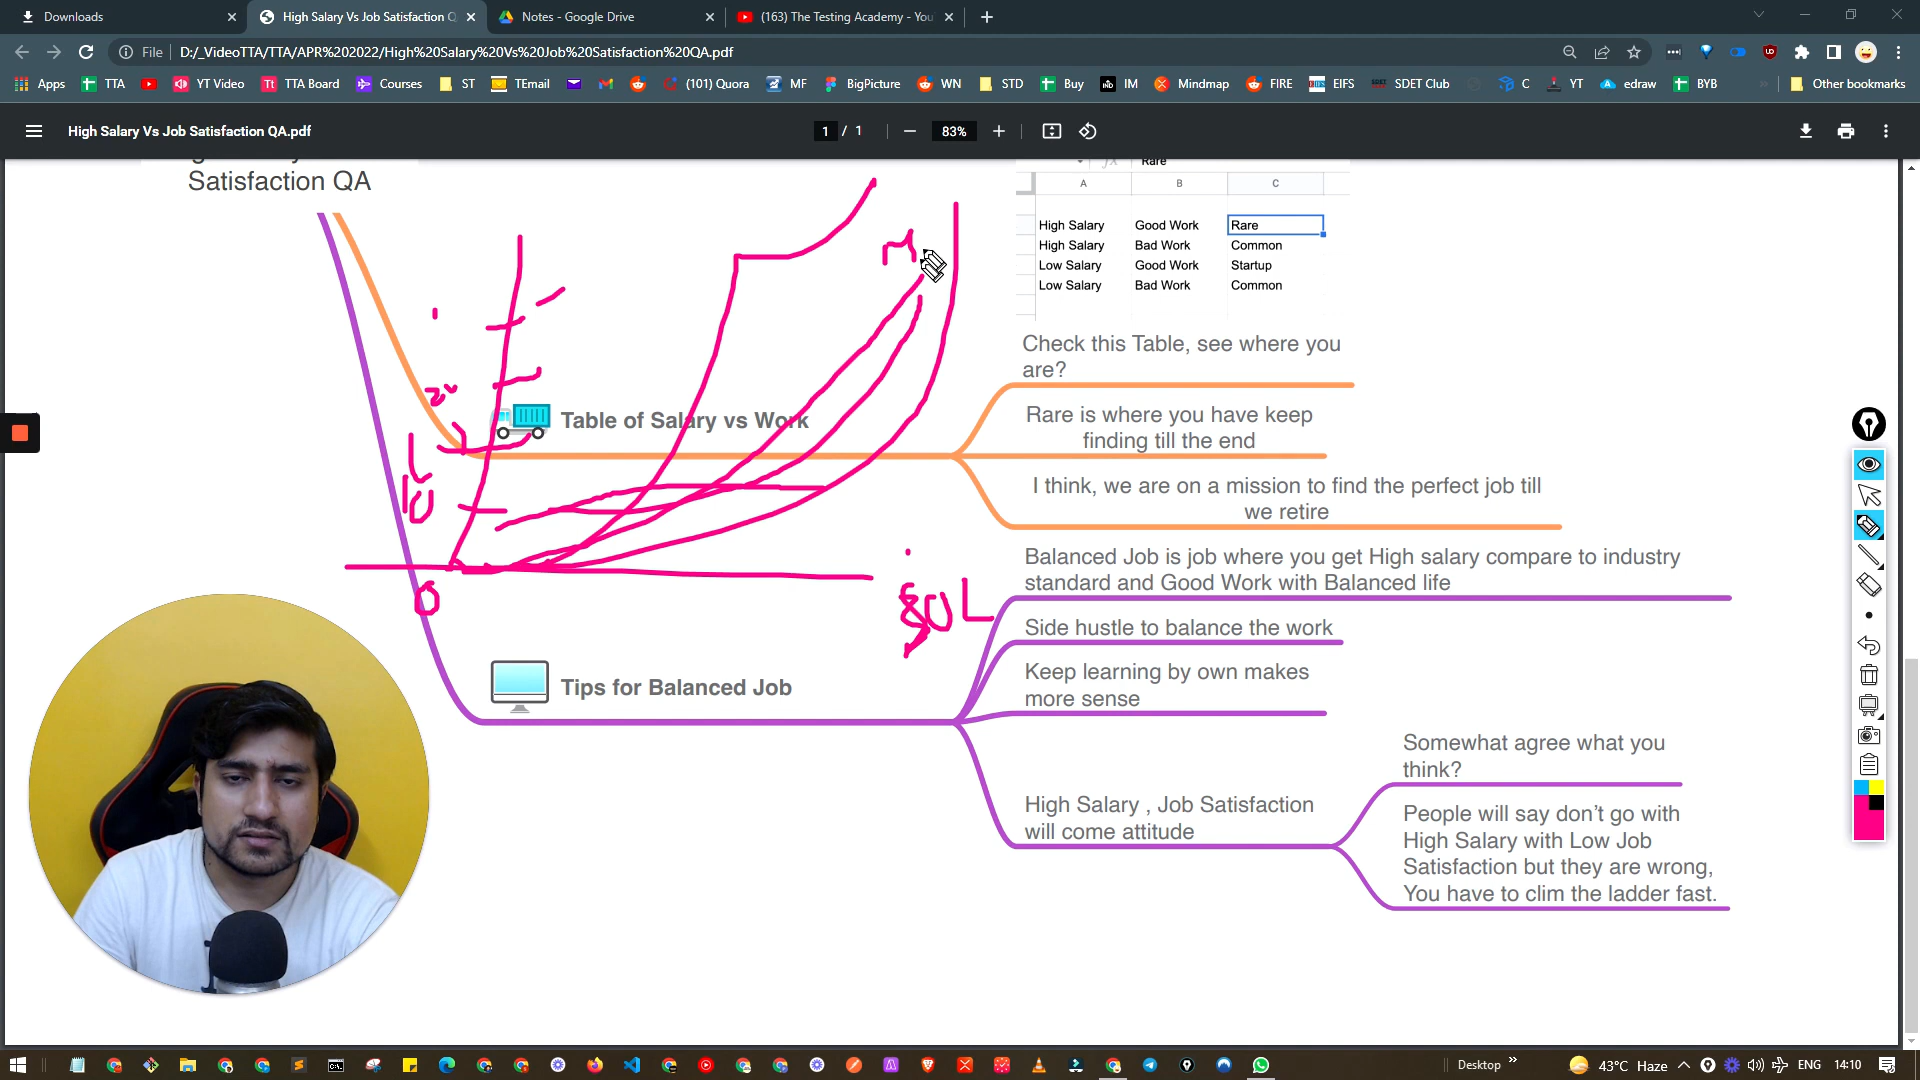 Downloads
High Salary Vs Job Satisfaction Q
Notes - Google Drive
(163) The Testing Academy - You
File
D:/_VideoTTA/TTA/APR%202022/High%20Salary%20Vs%20Job%20Satisfaction%20QA.pdf
Apps TTA YT Video TTA Board Courses ST TEmail (101) Quora MF BigPicture WN STD Buy IM Mindmap FIRE EIFS SDET Club C YT edraw BYB Other bookmarks
High Salary Vs Job Satisfaction QA.pdf
1 / 1
83%
Satisfaction QA
fx Rare
A B C
High Salary Good Work Rare
High Salary Bad Work Common
Low Salary Good Work Startup
Low Salary Bad Work Common
Check this Table, see where you
are?
Table of Salary vs Work
Rare is where you have keep
finding till the end
I think, we are on a mission to find the perfect job till
we retire
0
Balanced Job is job where you get High salary compare to industry
standard and Good Work with Balanced life
Side hustle to balance the work
Keep learning by own makes
more sense
Tips for Balanced Job
High Salary , Job Satisfaction
will come attitude
Somewhat agree what you
think?
People will say don't go with
High Salary with Low Job
Satisfaction but they are wrong,
You have to clim the ladder fast.
Desktop
43°C Haze
ENG
14:10